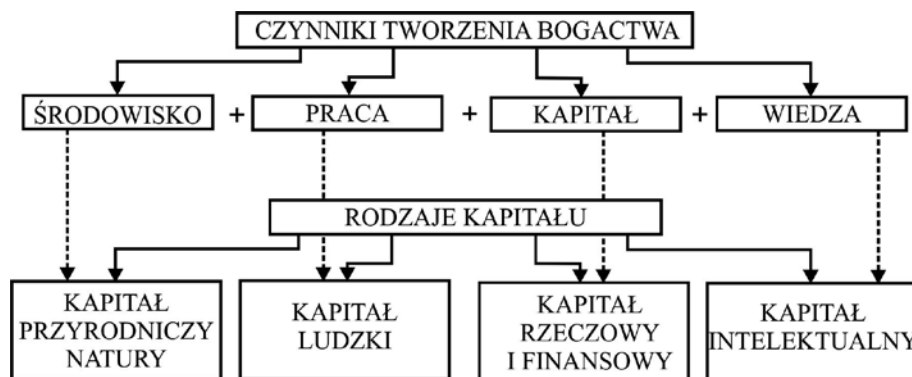 CZYNNIKI TWORZENIA BOGACTWA
ŚRODOWISKO + PRACA + KAPITAŁ + WIEDZA
RODZAJE KAPITAŁU
KAPITAŁ
PRZYRODNICZY
NATURY
KAPITAŁ
LUDZKI
KAPITAŁ
RZECZOWY
I FINANSOWY
KAPITAŁ
INTELEKTUALNY